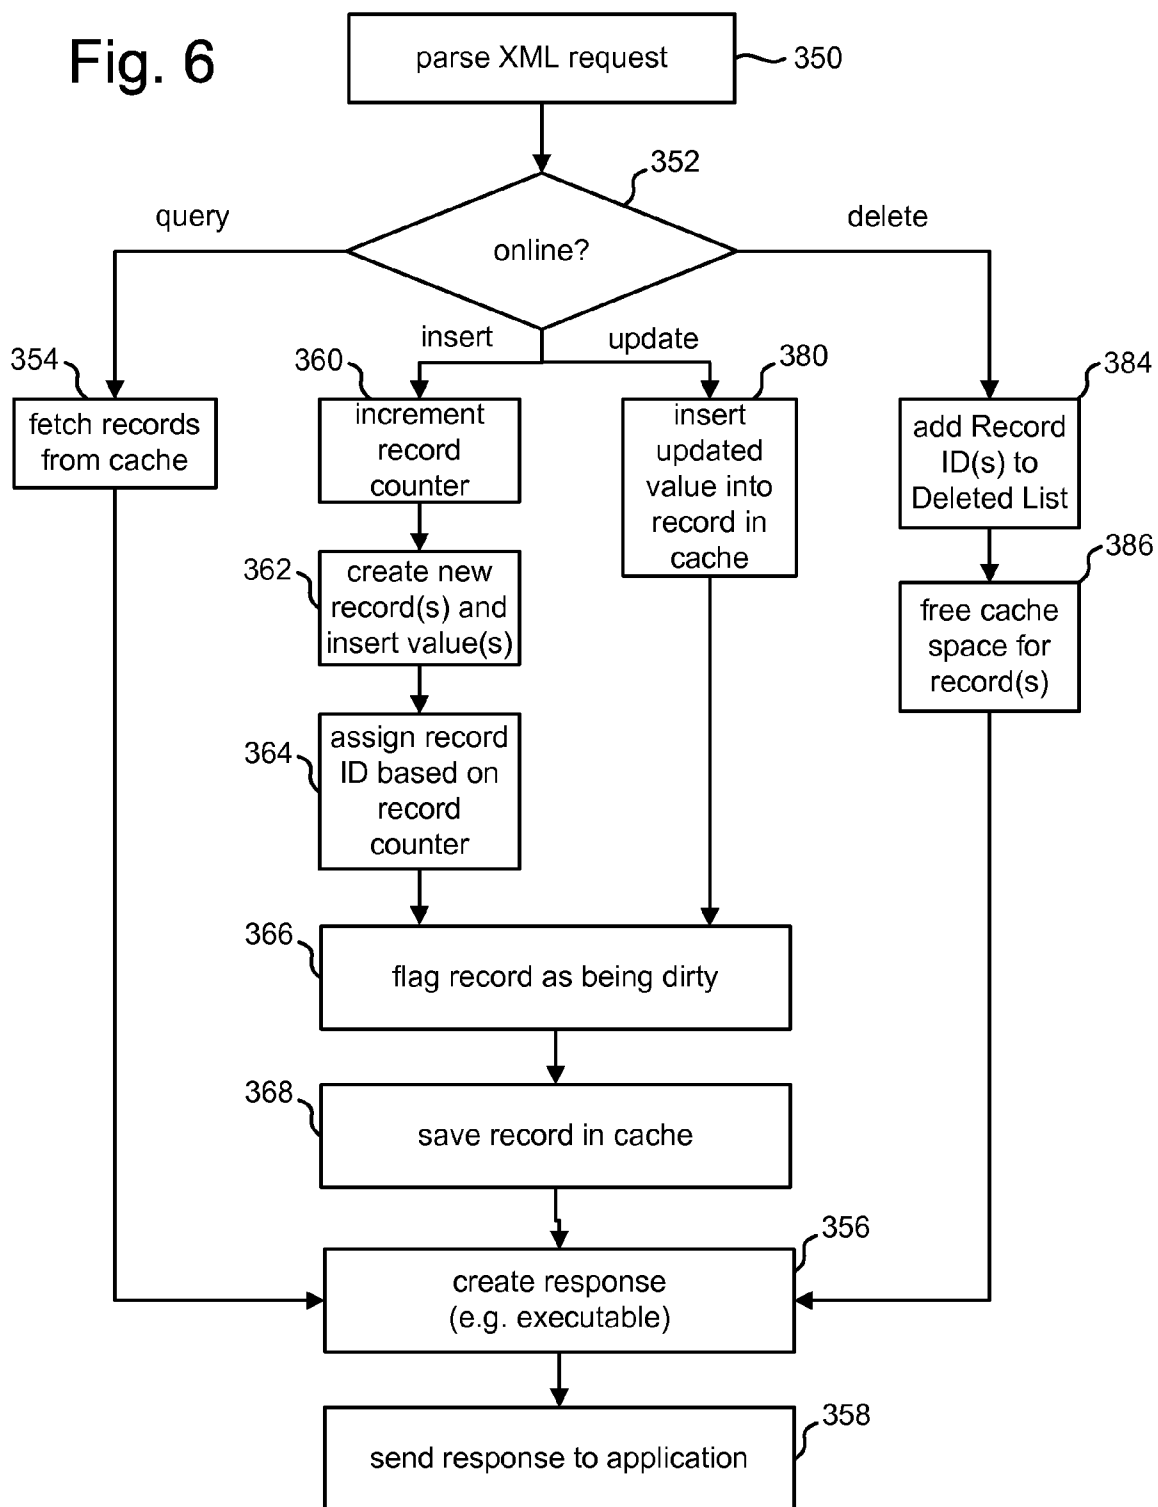 Fig. 6
parse XML request
350
352
query
delete
online?
insert
update
354
360
380
384
fetch records
from cache
increment
record
counter
insert
updated
value into
record in
cache
add Record
ID(s) to
Deleted List
386
362
create new
record(s) and
insert value(s)
free cache
space for
record(s)
364
assign record
ID based on
record
counter
366
flag record as being dirty
368
save record in cache
356
create response
(e.g. executable)
358
send response to application